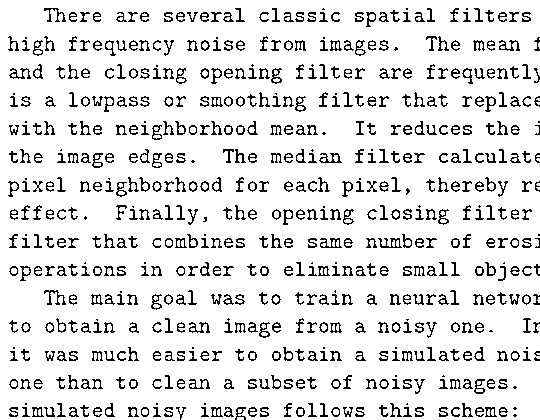 There are several classic spatial filters
high frequency noise from images. The mean f
and the closing opening filter are frequently
is a lowpass or smoothing filter that replace
with the neighborhood mean. It reduces the i
the image edges. The median filter calculate
pixel neighborhood for each pixel, thereby re
effect. Finally, the opening closing filter
filter that combines the same number of erosi
operations in order to eliminate small object
The main goal was to train a neural networ
to obtain a clean image from a noisy one. In
it was much easier to obtain a simulated nois
one than to clean a subset of noisy images.
simulated noisy images follows this scheme: